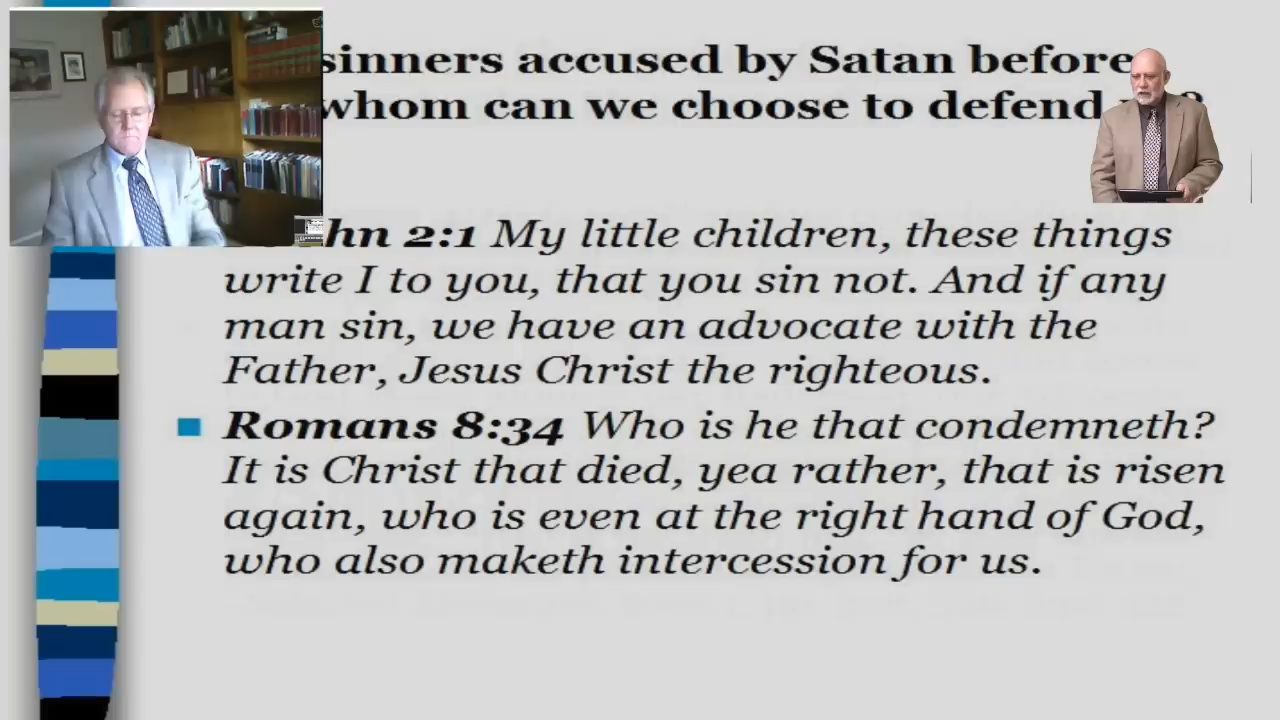 sinners accused by Satan before
whom can we choose to defend
hn 2:1 My little children, these things
write I to you, that you sin not. And if any
man sin, we have an advocate with the
Father, Jesus Christ the righteous.
Romans 8:34 Who is he that condemneth?
It is Christ that died, yea rather, that is risen
again, who is even at the right hand of God,
who also maketh intercession for us.